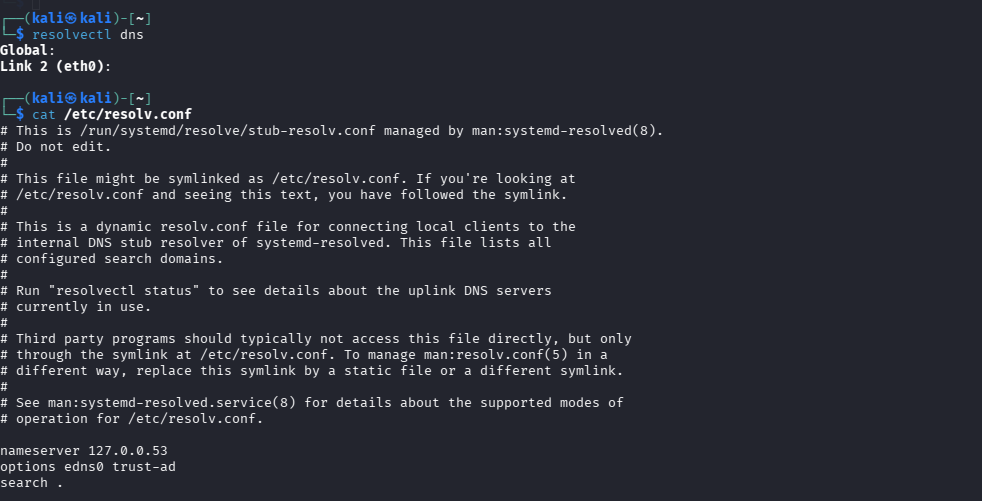 ┌──(kali㉿kali)-[~]
└─$ resolvectl dns
Global:
Link 2 (eth0):
┌──(kali㉿kali)-[~]
└─$ cat /etc/resolv.conf
# This is /run/systemd/resolve/stub-resolv.conf managed by man:systemd-resolved(8).
# Do not edit.
#
# This file might be symlinked as /etc/resolv.conf. If you're looking at
# /etc/resolv.conf and seeing this text, you have followed the symlink.
#
# This is a dynamic resolv.conf file for connecting local clients to the
# internal DNS stub resolver of systemd-resolved. This file lists all
# configured search domains.
#
# Run "resolvectl status" to see details about the uplink DNS servers
# currently in use.
#
# Third party programs should typically not access this file directly, but only
# through the symlink at /etc/resolv.conf. To manage man:resolv.conf(5) in a
# different way, replace this symlink by a static file or a different symlink.
#
# See man:systemd-resolved.service(8) for details about the supported modes of
# operation for /etc/resolv.conf.
nameserver 127.0.0.53
options edns0 trust-ad
search .